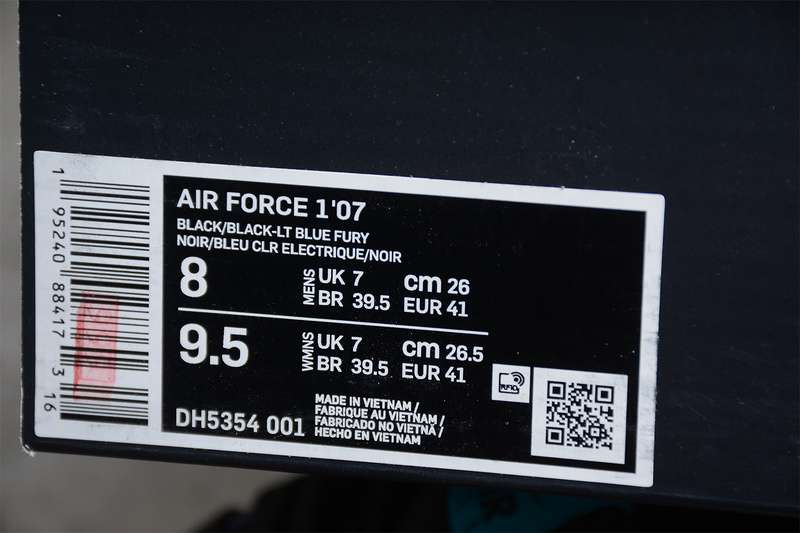 AIR FORCE 1'07
BLACK/BLACK-LT BLUE FURY
NOIR/BLEU CLR ELECTRIQUE/NOIR
8 MENS UK 7 cm 26
BR 39.5 EUR 41
9.5 WMNS UK 7 cm 26.5
BR 39.5 EUR 41
DH5354 001
MADE IN VIETNAM /
FABRIQUE AU VIETNAM /
FABRICADO NO VIETNÃ /
HECHO EN VIETNAM
RFID
1 95240 88417 3 16